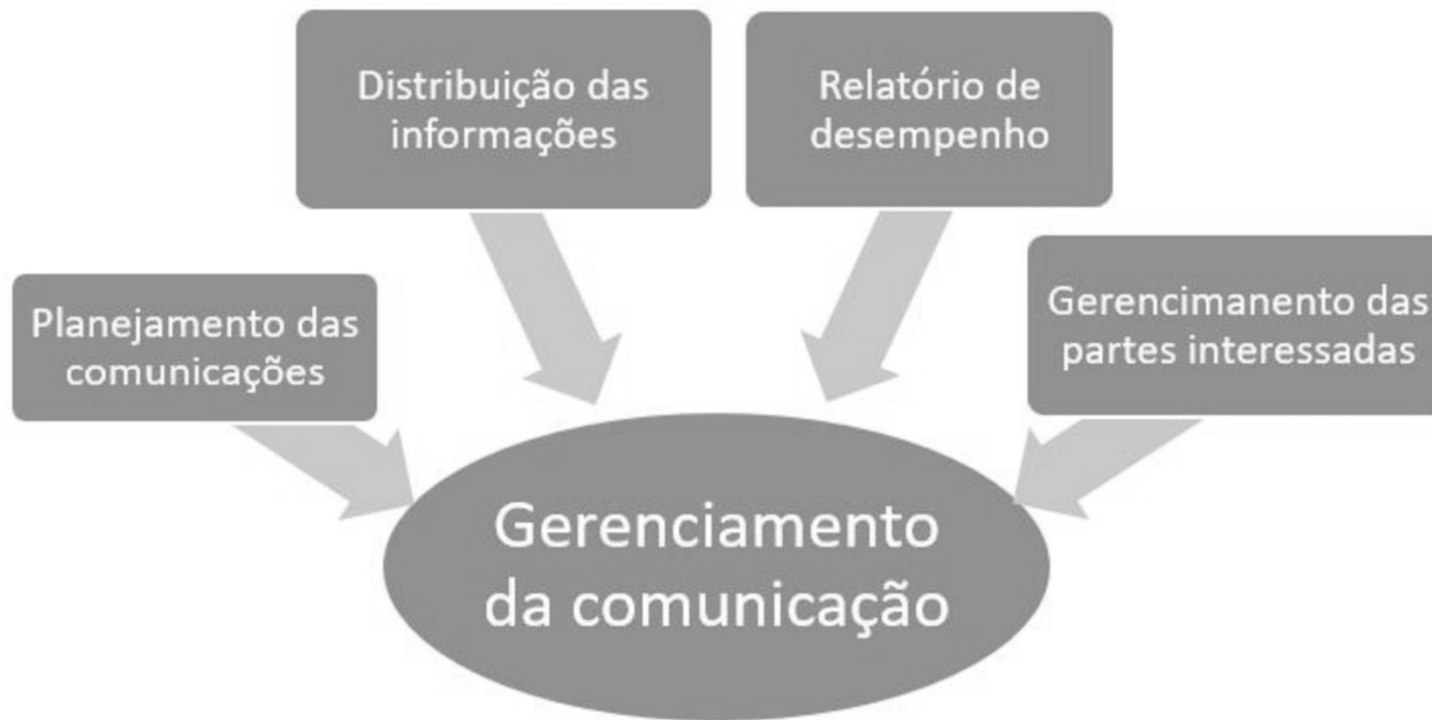 Distribuição das
informações
Relatório de
desempenho
Planejamento das
comunicações
Gerencimanento das
partes interessadas
Gerenciamento
da comunicação